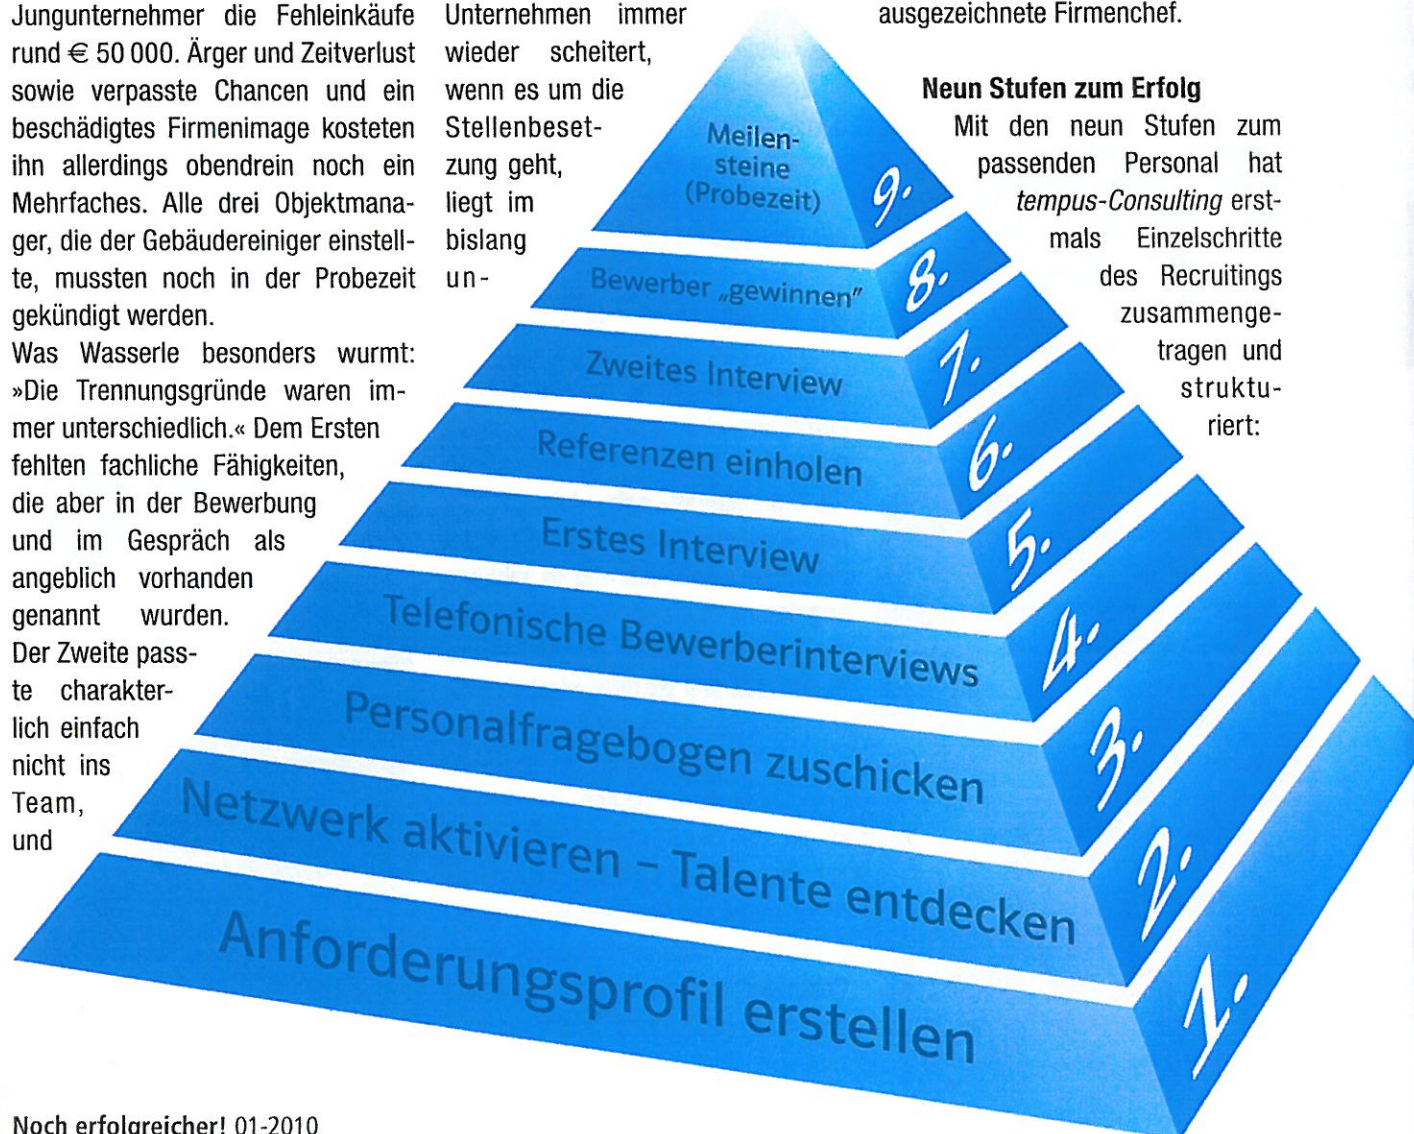 Jungunternehmer die Fehleinkäufe
rund € 50 000. Ärger und Zeitverlust
sowie verpasste Chancen und ein
beschädigtes Firmenimage kosteten
ihn allerdings obendrein noch ein
Mehrfaches. Alle drei Objektmana-
ger, die der Gebäudereiniger einstell-
te, mussten noch in der Probezeit
gekündigt werden.
Was Wasserle besonders wurmt:
»Die Trennungsgründe waren im-
mer unterschiedlich.« Dem Ersten
fehlten fachliche Fähigkeiten,
die aber in der Bewerbung
und im Gespräch als
angeblich vorhanden
genannt wurden.
Der Zweite pass-
te charakter-
lich einfach
nicht ins
Team,
und
Unternehmen immer
wieder scheitert,
wenn es um die
Stellenbeset-
zung geht,
liegt im
bislang
un-
ausgezeichnete Firmenchef.
Neun Stufen zum Erfolg
Mit den neun Stufen zum
passenden Personal hat
tempus-Consulting erst-
mals Einzelschritte
des Recruitings
zusammenge-
tragen und
struktu-
riert:
Meilen-
steine
(Probezeit)
9.
Bewerber „gewinnen"
8.
Zweites Interview
7.
Referenzen einholen
6.
Erstes Interview
5.
Telefonische Bewerberinterviews
4.
Personalfragebogen zuschicken
3.
Netzwerk aktivieren – Talente entdecken
2.
Anforderungsprofil erstellen
1.
Noch erfolgreicher! 01-2010